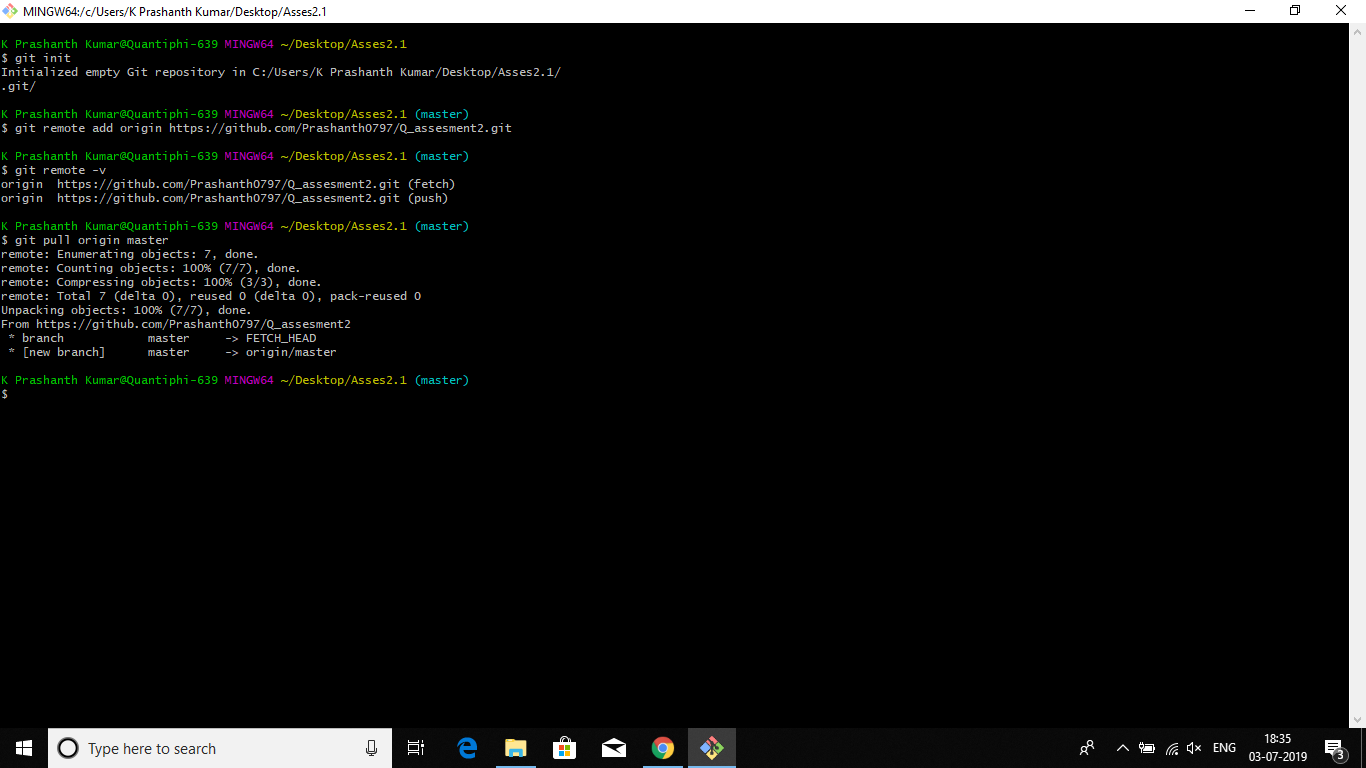 MINGW64:/c/Users/K Prashanth Kumar/Desktop/Asses2.1
K Prashanth Kumar@Quantiphi-639 MINGW64 ~/Desktop/Asses2.1
$ git init
Initialized empty Git repository in C:/Users/K Prashanth Kumar/Desktop/Asses2.1/
.git/
K Prashanth Kumar@Quantiphi-639 MINGW64 ~/Desktop/Asses2.1 (master)
$ git remote add origin https://github.com/Prashanth0797/Q_assesment2.git
K Prashanth Kumar@Quantiphi-639 MINGW64 ~/Desktop/Asses2.1 (master)
$ git remote -v
origin  https://github.com/Prashanth0797/Q_assesment2.git (fetch)
origin  https://github.com/Prashanth0797/Q_assesment2.git (push)
K Prashanth Kumar@Quantiphi-639 MINGW64 ~/Desktop/Asses2.1 (master)
$ git pull origin master
remote: Enumerating objects: 7, done.
remote: Counting objects: 100% (7/7), done.
remote: Compressing objects: 100% (3/3), done.
remote: Total 7 (delta 0), reused 0 (delta 0), pack-reused 0
Unpacking objects: 100% (7/7), done.
From https://github.com/Prashanth0797/Q_assesment2
 * branch            master     -> FETCH_HEAD
 * [new branch]      master     -> origin/master
K Prashanth Kumar@Quantiphi-639 MINGW64 ~/Desktop/Asses2.1 (master)
$
Type here to search
ENG
18:35
03-07-2019
3